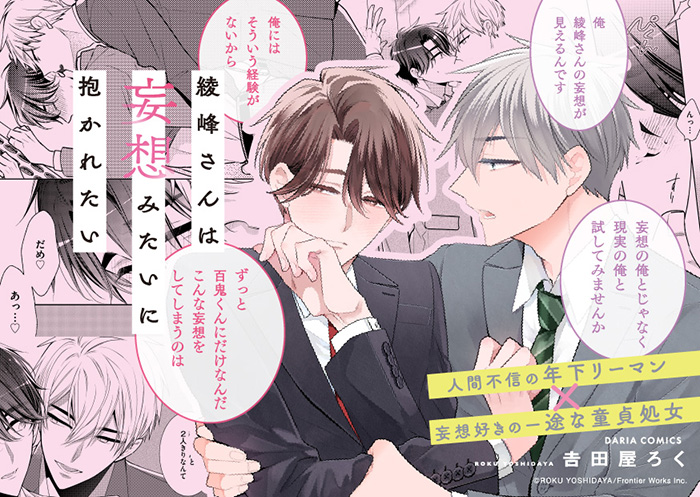 俺
綾峰さんの妄想が
見えるんです
俺には
そういう経験が
ないから
綾峰さんは
妄想みたいに
抱かれたい
妄想の俺とじゃなく
現実の俺と
試してみませんか
ずっと
百鬼くんにだけなんだ
こんな妄想を
してしまうのは
んっ
だめ♡
あっ…♡
2人きりなんて
人間不信の年下リーマン
×
妄想好きの一途な童貞処女
DARIA COMICS
ROKU YOSHIDAYA 吉田屋ろく
©ROKU YOSHIDAYA/Frontier Works Inc.